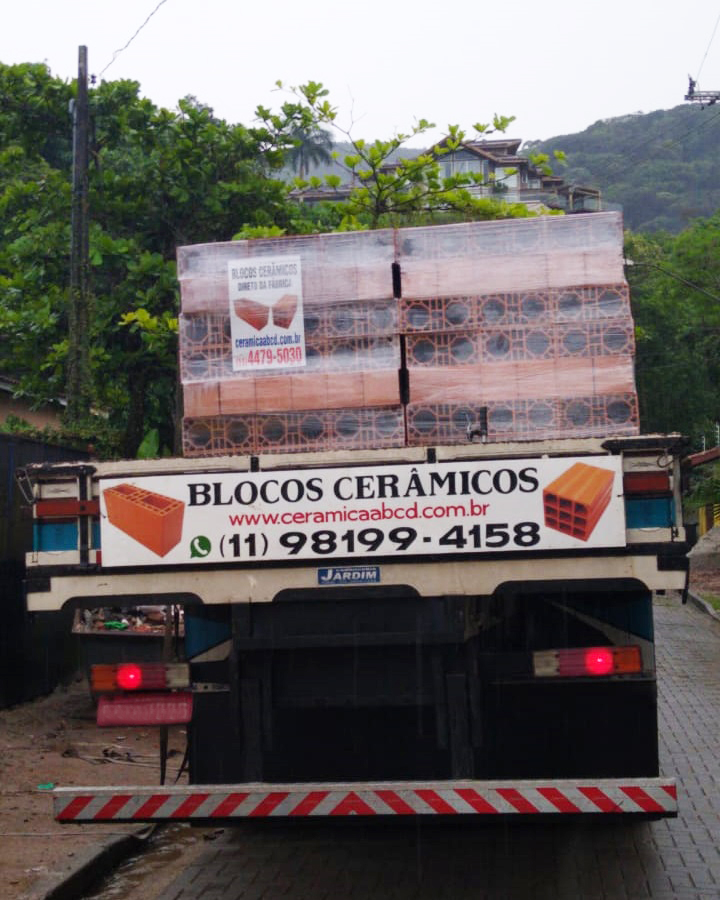 BLOCOS CERÂMICOS
DIRETO DA FÁBRICA
ceramicaabcd.com.br
(11) 4479-5030
BLOCOS CERÂMICOS
www.ceramicaabcd.com.br
(11) 98199-4158
JARDIM